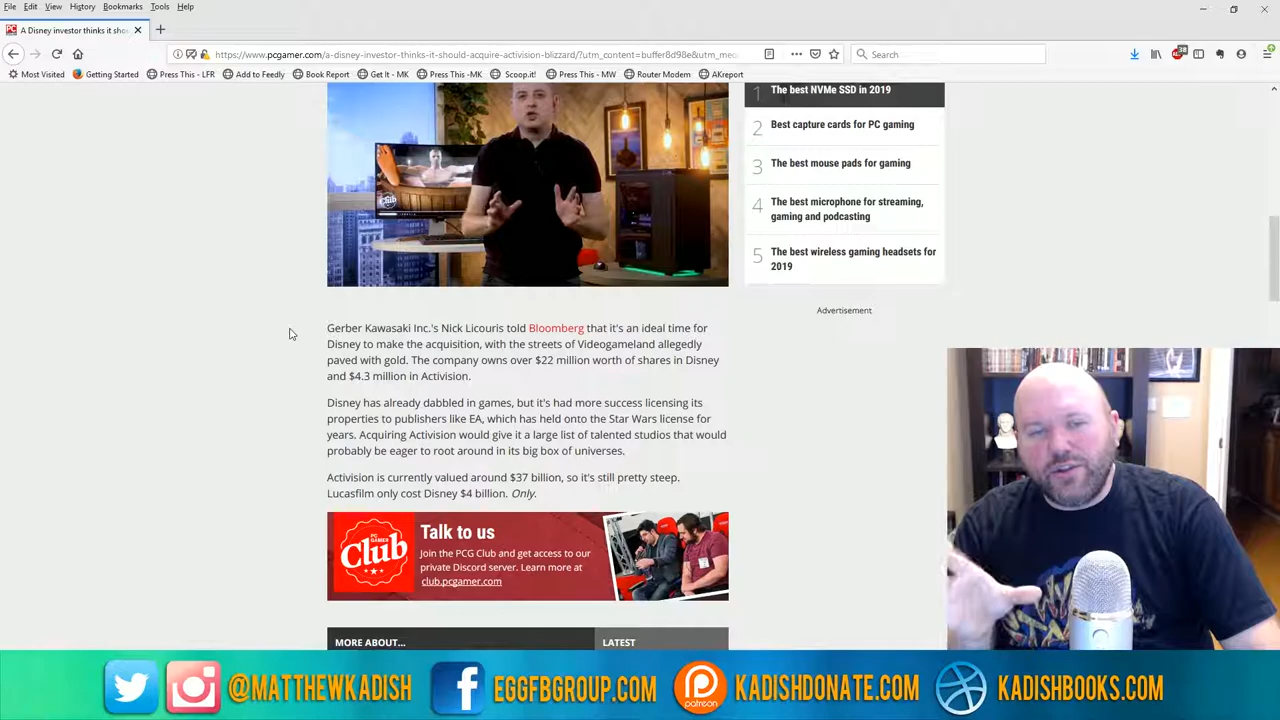 File Edit View History Bookmarks Tools Help
A Disney investor thinks it shou
https://www.pcgamer.com/a-disney-investor-thinks-it-should-acquire-activision-blizzard/?utm_content=buffer8d98e&utm_me
Search
38
Most Visited Getting Started Press This - LFR Add to Feedly Book Report Get It - MK Press This -MK Scoop.it! Press This - MW Router Modem AKreport
1 The best NVMe SSD in 2019
2 Best capture cards for PC gaming
3 The best mouse pads for gaming
4 The best microphone for streaming,
gaming and podcasting
5 The best wireless gaming headsets for
2019
Advertisement
Gerber Kawasaki Inc.'s Nick Licouris told Bloomberg that it's an ideal time for
Disney to make the acquisition, with the streets of Videogameland allegedly
paved with gold. The company owns over $22 million worth of shares in Disney
and $4.3 million in Activision.
Disney has already dabbled in games, but it's had more success licensing its
properties to publishers like EA, which has held onto the Star Wars license for
years. Acquiring Activision would give it a large list of talented studios that would
probably be eager to root around in its big box of universes.
Activision is currently valued around $37 billion, so it's still pretty steep.
Lucasfilm only cost Disney $4 billion. Only.
PC GAMER
Club
Talk to us
Join the PCG Club and get access to our
private Discord server. Learn more at
club.pcgamer.com
MORE ABOUT... LATEST
@MATTHEWKADISH EGGFBGROUP.COM patreon KADISHDONATE.COM KADISHBOOKS.COM